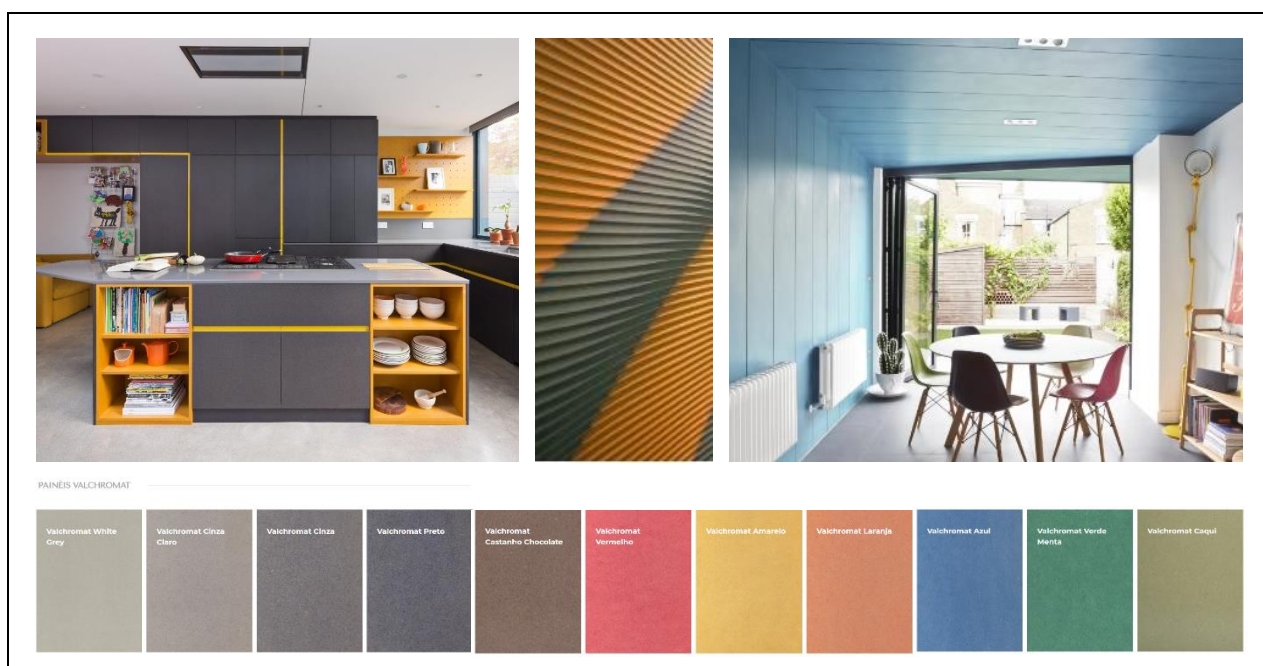 PAINÉIS VALCHROMAT
Valchromat White
Grey
Valchromat Cinza
Claro
Valchromat Cinza
Valchromat Preto
Valchromat
Castanho Chocolate
Valchromat
Vermelho
Valchromat Amarelo
Valchromat Laranja
Valchromat Azul
Valchromat Verde
Menta
Valchromat Caqui